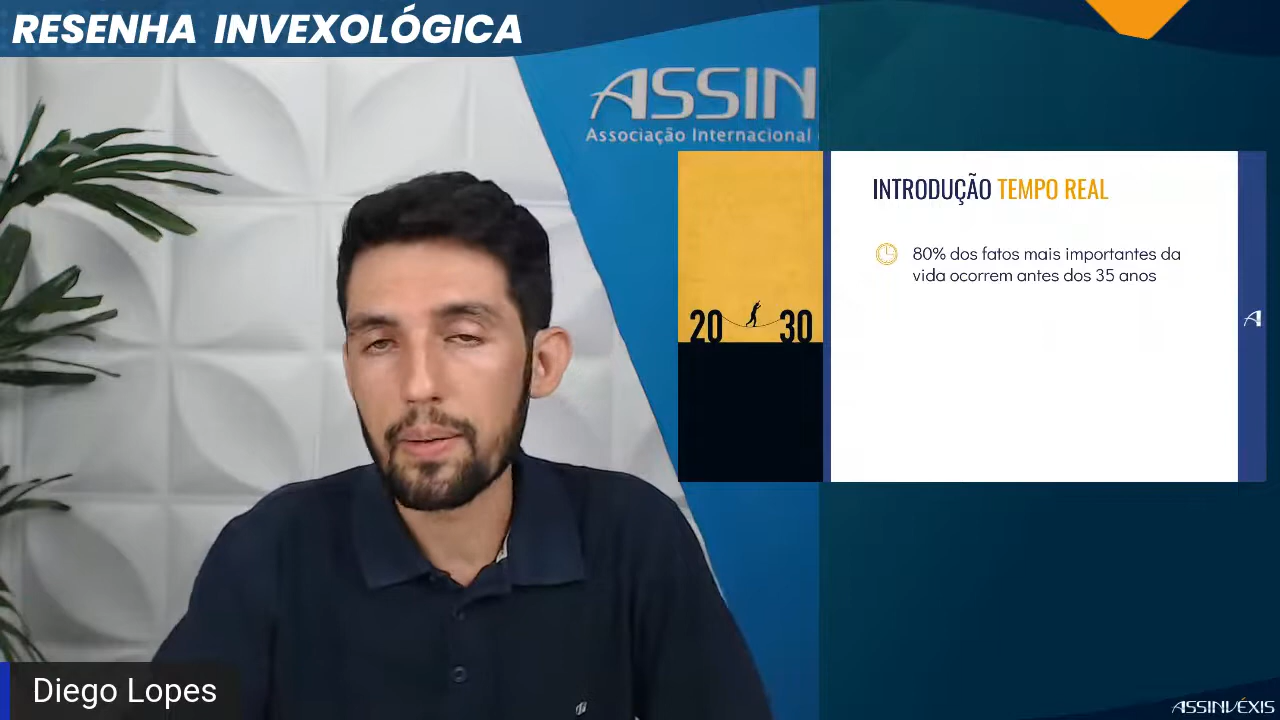 RESENHA INVEXOLÓGICA
ASSIN
Associação Internacional
INTRODUÇÃO TEMPO REAL
80% dos fatos mais importantes da
vida ocorrem antes dos 35 anos
20 30
Diego Lopes
ASSINVÉXIS